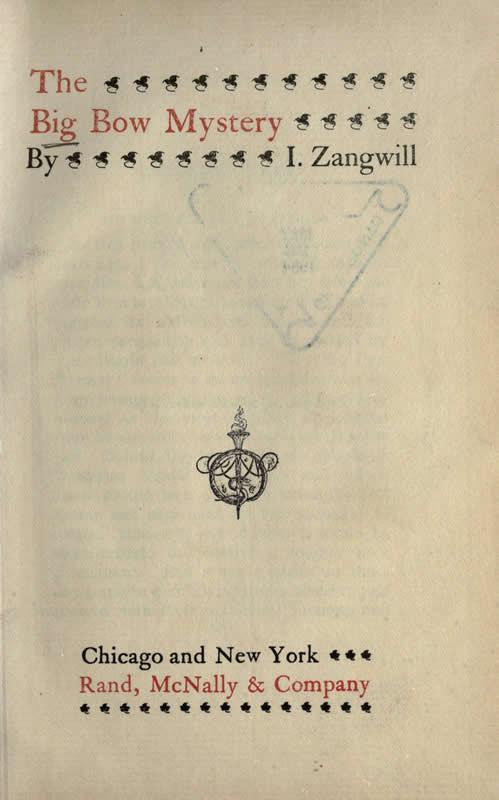 The
Big Bow Mystery
By I. Zangwill
Chicago and New York
Rand, McNally & Company